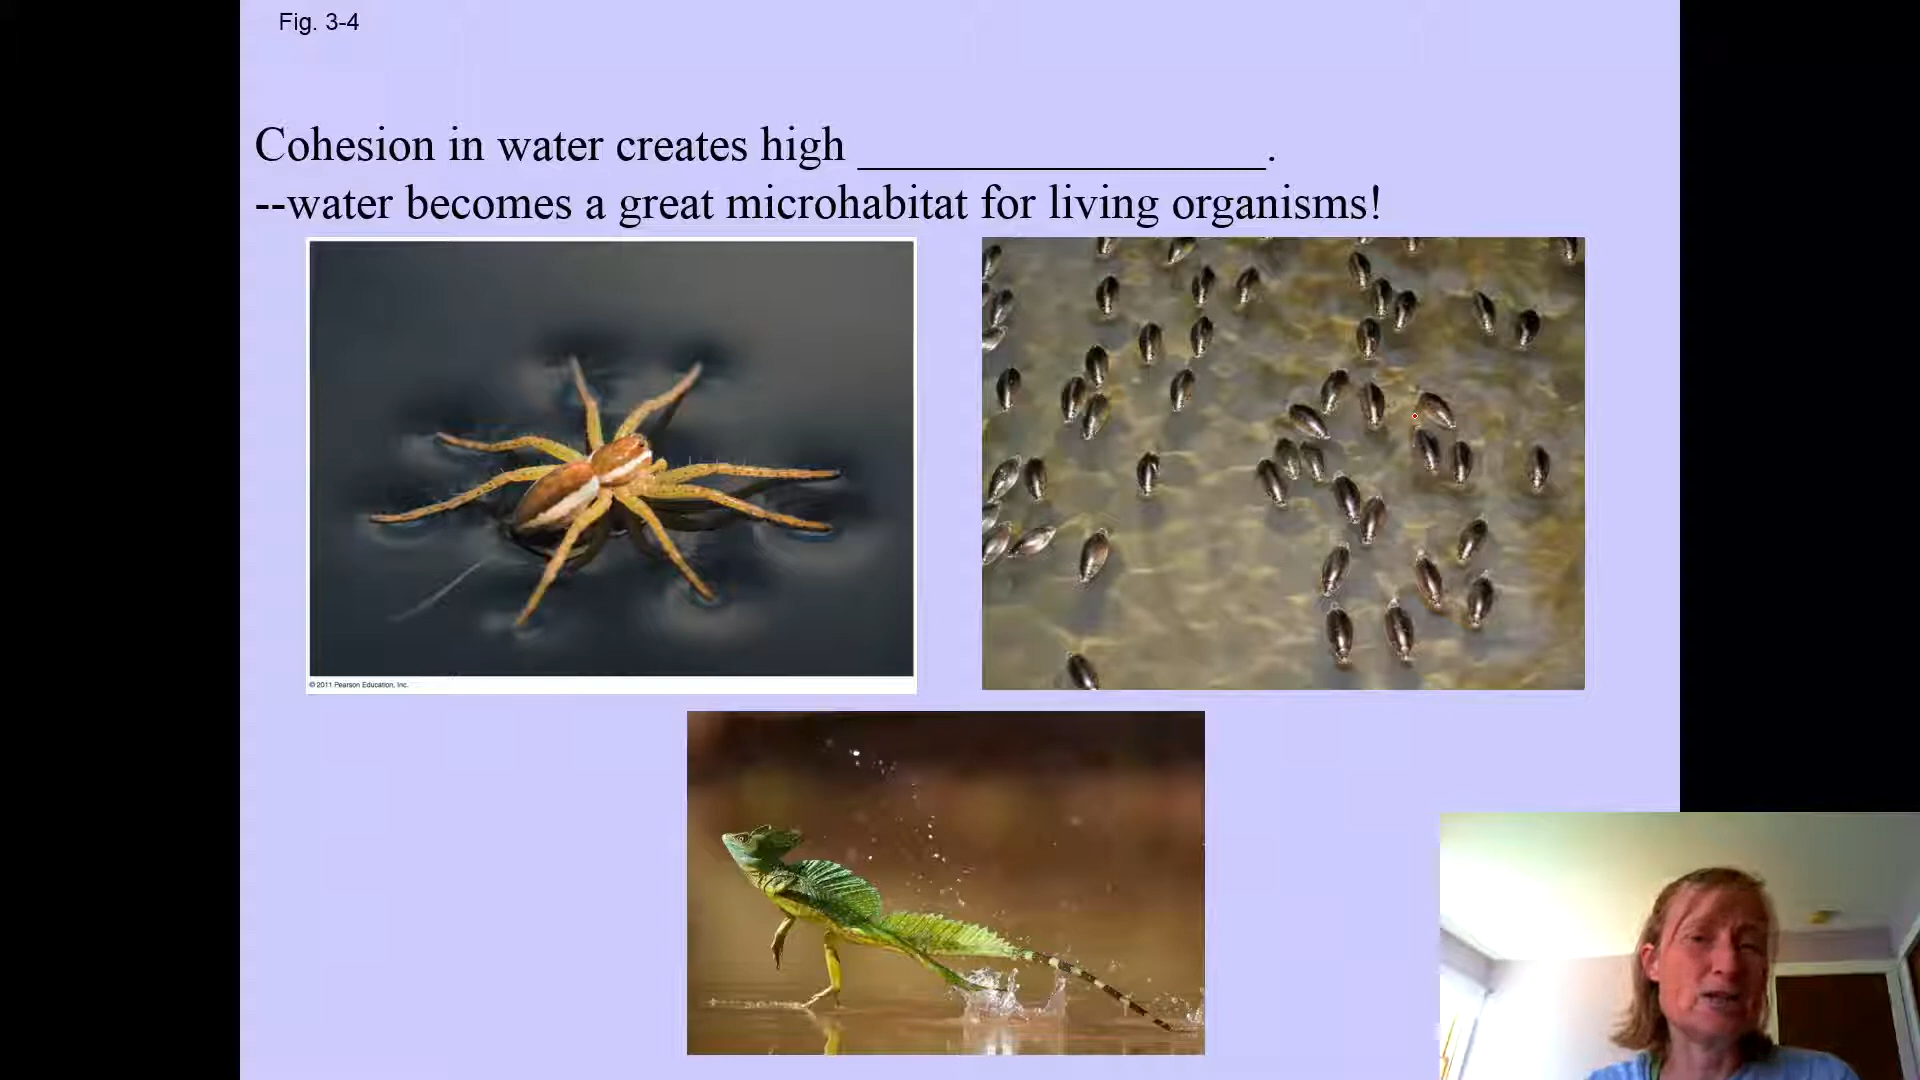 Fig. 3-4
Cohesion in water creates high _________________.
--water becomes a great microhabitat for living organisms!
© 2011 Pearson Education, Inc.